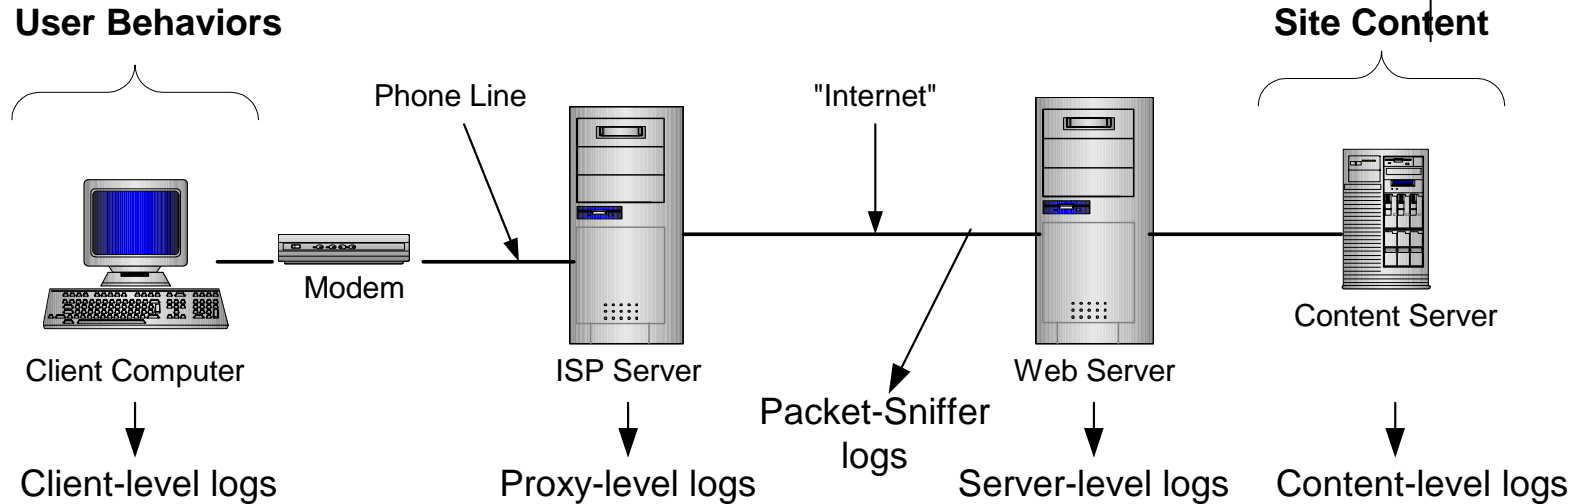 User Behaviors
Site Content
Phone Line
"Internet"
Modem
Content Server
Client Computer
ISP Server
Web Server
Packet-Sniffer
logs
Client-level logs
Proxy-level logs
Server-level logs
Content-level logs